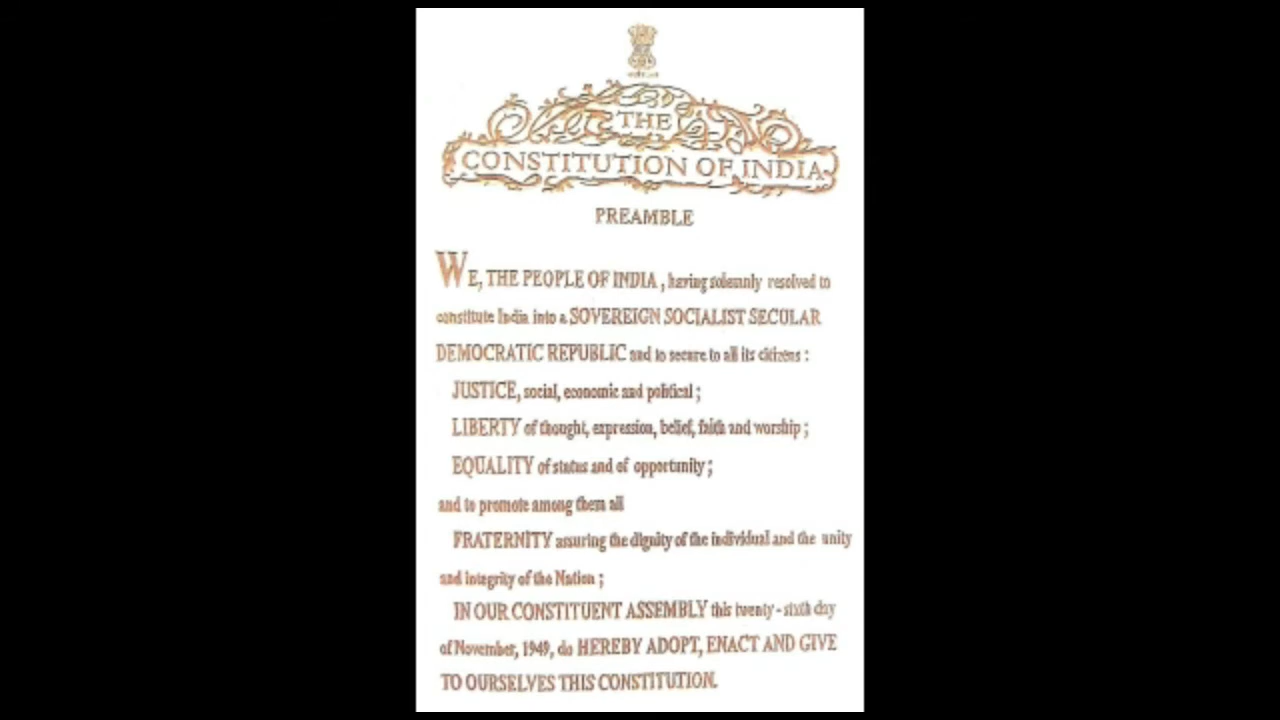 THE
CONSTITUTION OF INDIA
PREAMBLE
WE, THE PEOPLE OF INDIA , having solemnly resolved to
constitute India into a SOVEREIGN SOCIALIST SECULAR
DEMOCRATIC REPUBLIC and to secure to all its citizens :
JUSTICE, social, economic and political ;
LIBERTY of thought, expression, belief, faith and worship ;
EQUALITY of status and of opportunity ;
and to promote among them all
FRATERNITY assuring the dignity of the individual and the unity
and integrity of the Nation ;
IN OUR CONSTITUENT ASSEMBLY this twenty - sixth day
of November, 1949, do HEREBY ADOPT, ENACT AND GIVE
TO OURSELVES THIS CONSTITUTION.